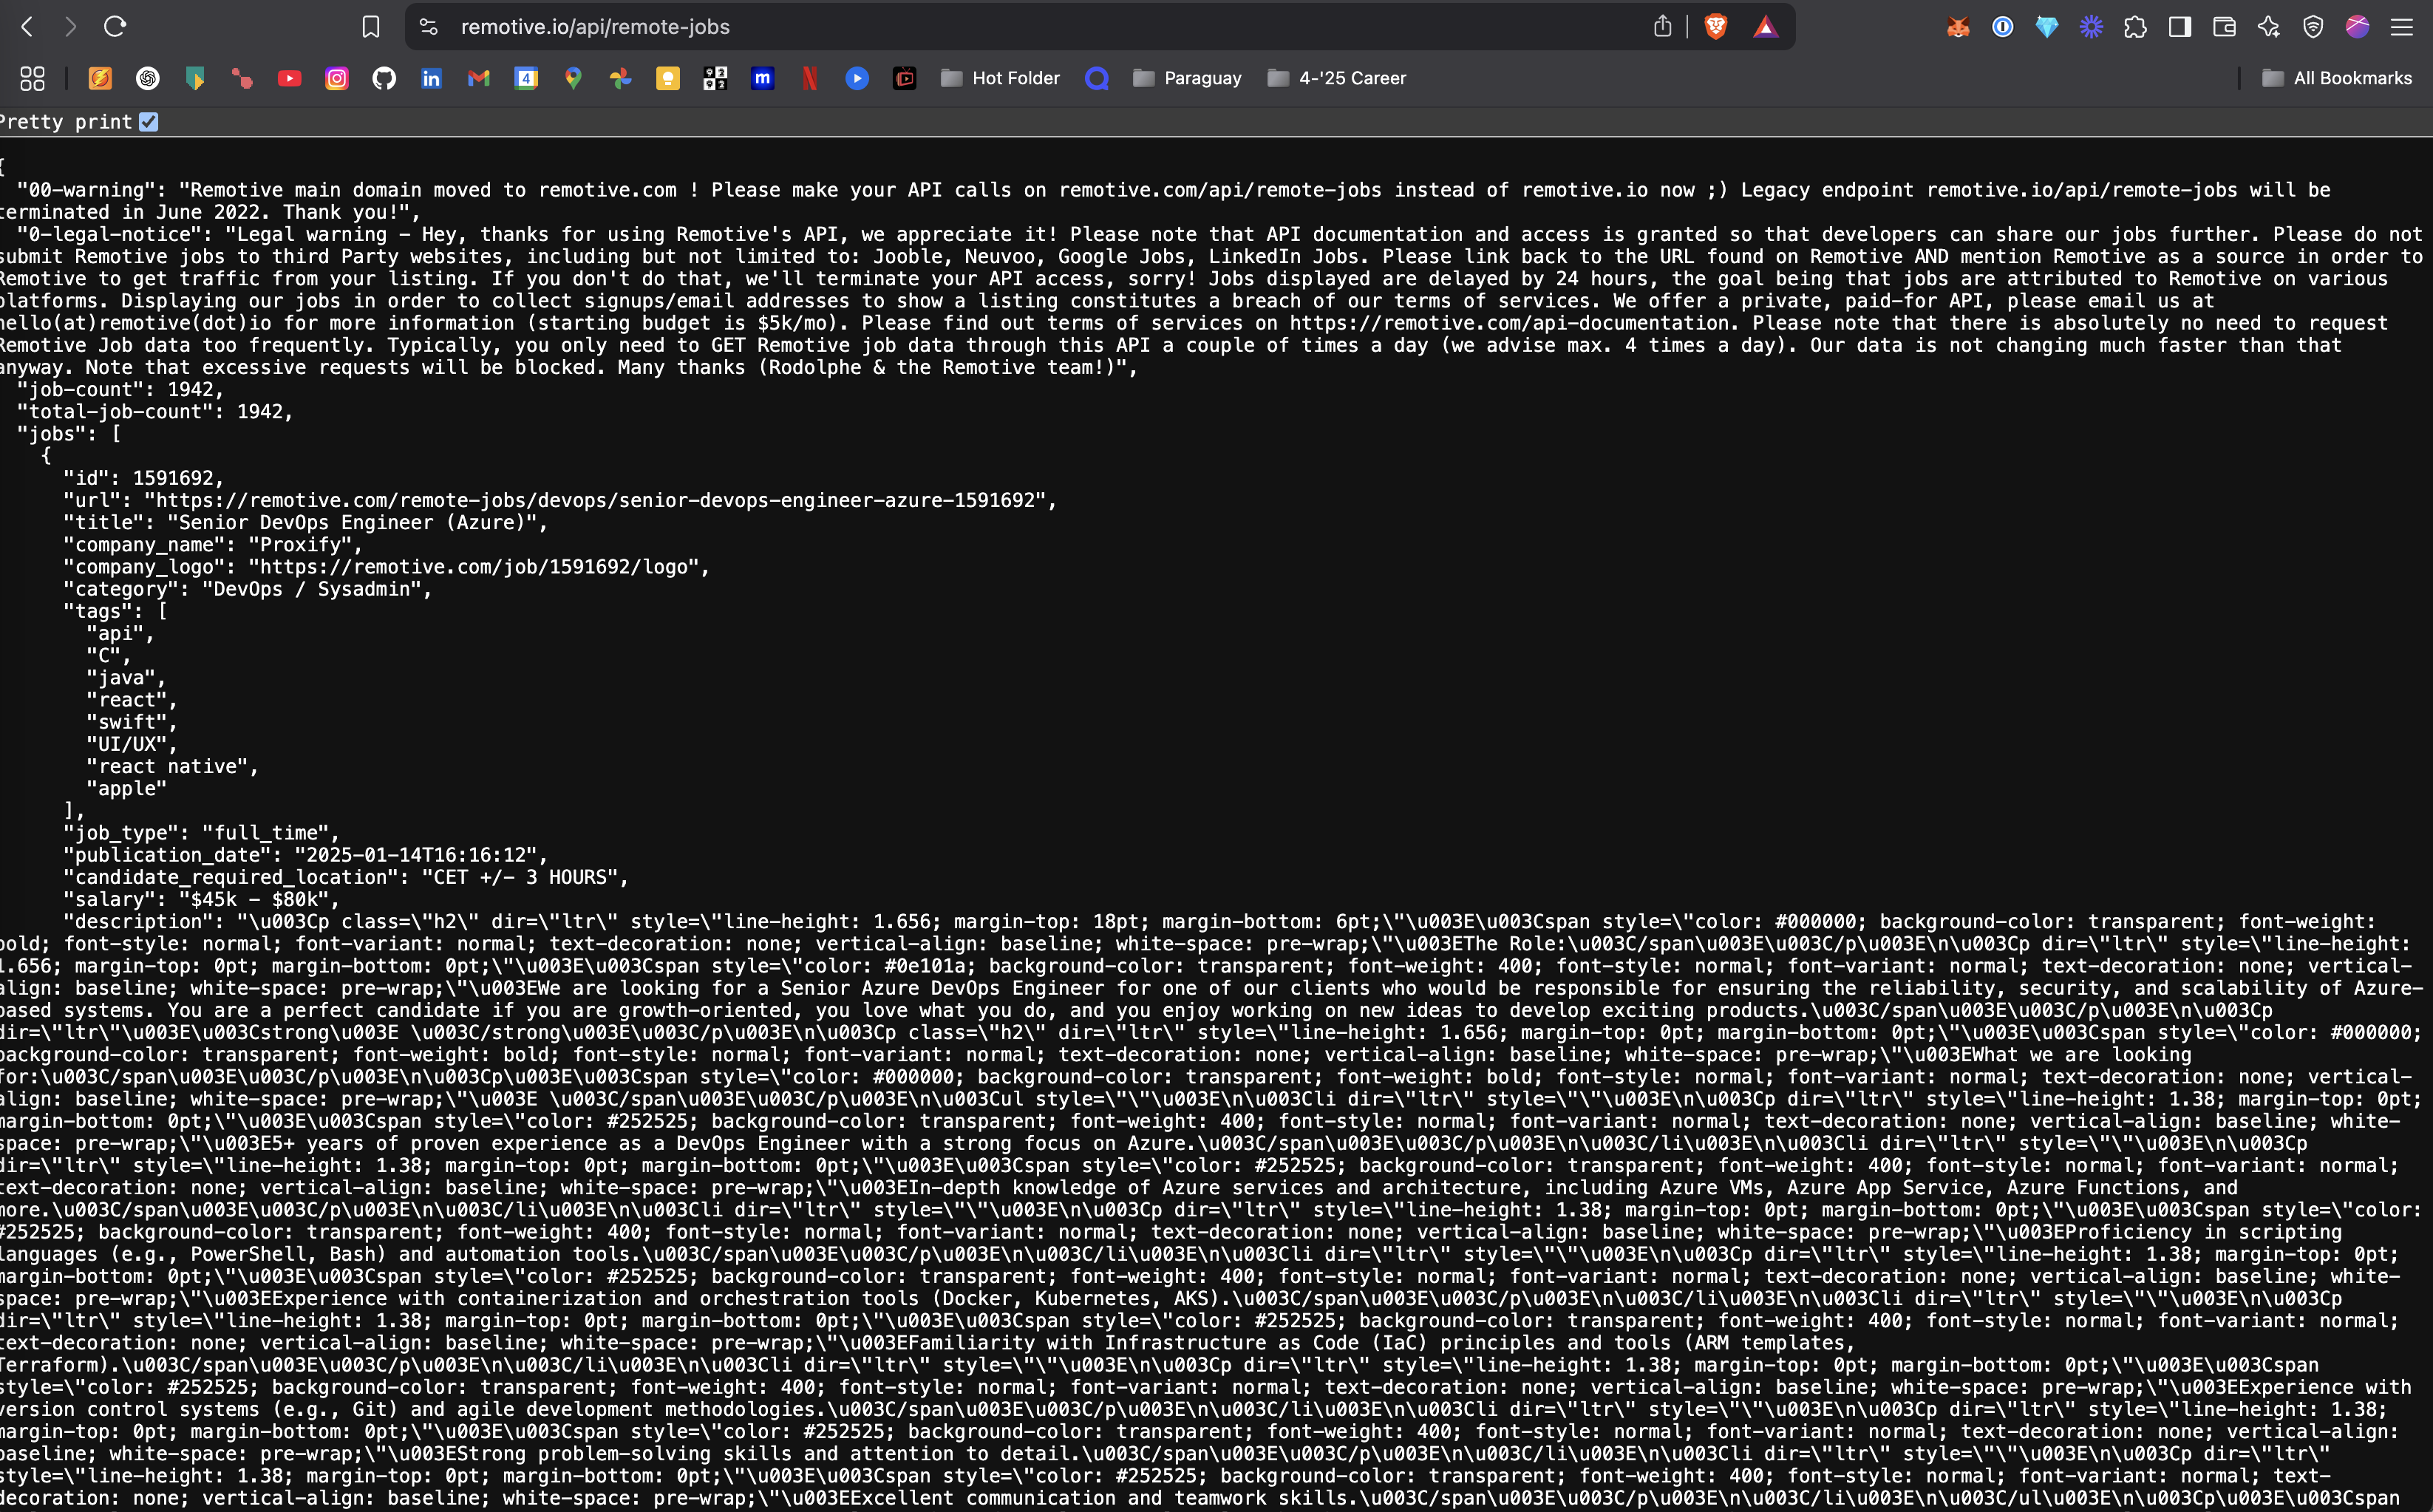 remotive.io/api/remote-jobs
Hot Folder Paraguay 4-'25 Career All Bookmarks
Pretty print
{
"00-warning": "Remotive main domain moved to remotive.com ! Please make your API calls on remotive.com/api/remote-jobs instead of remotive.io now ;) Legacy endpoint remotive.io/api/remote-jobs will be
terminated in June 2022. Thank you!",
"0-legal-notice": "Legal warning - Hey, thanks for using Remotive's API, we appreciate it! Please note that API documentation and access is granted so that developers can share our jobs further. Please do not
submit Remotive jobs to third Party websites, including but not limited to: Jooble, Neuvoo, Google Jobs, LinkedIn Jobs. Please link back to the URL found on Remotive AND mention Remotive as a source in order to
Remotive to get traffic from your listing. If you don't do that, we'll terminate your API access, sorry! Jobs displayed are delayed by 24 hours, the goal being that jobs are attributed to Remotive on various
platforms. Displaying our jobs in order to collect signups/email addresses to show a listing constitutes a breach of our terms of services. We offer a private, paid-for API, please email us at
hello(at)remotive(dot)io for more information (starting budget is $5k/mo). Please find out terms of services on https://remotive.com/api-documentation. Please note that there is absolutely no need to request
Remotive Job data too frequently. Typically, you only need to GET Remotive job data through this API a couple of times a day (we advise max. 4 times a day). Our data is not changing much faster than that
anyway. Note that excessive requests will be blocked. Many thanks (Rodolphe & the Remotive team!)",
"job-count": 1942,
"total-job-count": 1942,
"jobs": [
{
"id": 1591692,
"url": "https://remotive.com/remote-jobs/devops/senior-devops-engineer-azure-1591692",
"title": "Senior DevOps Engineer (Azure)",
"company_name": "Proxify",
"company_logo": "https://remotive.com/job/1591692/logo",
"category": "DevOps / Sysadmin",
"tags": [
"api",
"C",
"java",
"react",
"swift",
"UI/UX",
"react native",
"apple"
],
"job_type": "full_time",
"publication_date": "2025-01-14T16:16:12",
"candidate_required_location": "CET +/- 3 HOURS",
"salary": "$45k - $80k",
"description": "\u003Cp class=\"h2\" dir=\"ltr\" style=\"line-height: 1.656; margin-top: 18pt; margin-bottom: 6pt;\"\u003E\u003Cspan style=\"color: #000000; background-color: transparent; font-weight:
bold; font-style: normal; font-variant: normal; text-decoration: none; vertical-align: baseline; white-space: pre-wrap;\"\u003EThe Role:\u003C/span\u003E\u003C/p\u003E\n\u003Cp dir=\"ltr\" style=\"line-height:
1.656; margin-top: 0pt; margin-bottom: 0pt;\"\u003E\u003Cspan style=\"color: #0e101a; background-color: transparent; font-weight: 400; font-style: normal; font-variant: normal; text-decoration: none; vertical-
align: baseline; white-space: pre-wrap;\"\u003EWe are looking for a Senior Azure DevOps Engineer for one of our clients who would be responsible for ensuring the reliability, security, and scalability of Azure-
based systems. You are a perfect candidate if you are growth-oriented, you love what you do, and you enjoy working on new ideas to develop exciting products.\u003C/span\u003E\u003C/p\u003E\n\u003Cp
dir=\"ltr\"\u003E\u003Cstrong\u003E \u003C/strong\u003E\u003C/p\u003E\n\u003Cp class=\"h2\" dir=\"ltr\" style=\"line-height: 1.656; margin-top: 0pt; margin-bottom: 0pt;\"\u003E\u003Cspan style=\"color: #000000;
background-color: transparent; font-weight: bold; font-style: normal; font-variant: normal; text-decoration: none; vertical-align: baseline; white-space: pre-wrap;\"\u003EWhat we are looking
for:\u003C/span\u003E\u003C/p\u003E\n\u003Cp\u003E\u003Cspan style=\"color: #000000; background-color: transparent; font-weight: bold; font-style: normal; font-variant: normal; text-decoration: none; vertical-
align: baseline; white-space: pre-wrap;\"\u003E \u003C/span\u003E\u003C/p\u003E\n\u003Cul style=\"\"\u003E\n\u003Cli dir=\"ltr\" style=\"\"\u003E\n\u003Cp dir=\"ltr\" style=\"line-height: 1.38; margin-top: 0pt;
margin-bottom: 0pt;\"\u003E\u003Cspan style=\"color: #252525; background-color: transparent; font-weight: 400; font-style: normal; font-variant: normal; text-decoration: none; vertical-align: baseline; white-
space: pre-wrap;\"\u003E5+ years of proven experience as a DevOps Engineer with a strong focus on Azure.\u003C/span\u003E\u003C/p\u003E\n\u003C/li\u003E\n\u003Cli dir=\"ltr\" style=\"\"\u003E\n\u003Cp
dir=\"ltr\" style=\"line-height: 1.38; margin-top: 0pt; margin-bottom: 0pt;\"\u003E\u003Cspan style=\"color: #252525; background-color: transparent; font-weight: 400; font-style: normal; font-variant: normal;
text-decoration: none; vertical-align: baseline; white-space: pre-wrap;\"\u003EIn-depth knowledge of Azure services and architecture, including Azure VMs, Azure App Service, Azure Functions, and
more.\u003C/span\u003E\u003C/p\u003E\n\u003C/li\u003E\n\u003Cli dir=\"ltr\" style=\"\"\u003E\n\u003Cp dir=\"ltr\" style=\"line-height: 1.38; margin-top: 0pt; margin-bottom: 0pt;\"\u003E\u003Cspan style=\"color:
#252525; background-color: transparent; font-weight: 400; font-style: normal; font-variant: normal; text-decoration: none; vertical-align: baseline; white-space: pre-wrap;\"\u003EProficiency in scripting
languages (e.g., PowerShell, Bash) and automation tools.\u003C/span\u003E\u003C/p\u003E\n\u003C/li\u003E\n\u003Cli dir=\"ltr\" style=\"\"\u003E\n\u003Cp dir=\"ltr\" style=\"line-height: 1.38; margin-top: 0pt;
margin-bottom: 0pt;\"\u003E\u003Cspan style=\"color: #252525; background-color: transparent; font-weight: 400; font-style: normal; font-variant: normal; text-decoration: none; vertical-align: baseline; white-
space: pre-wrap;\"\u003EExperience with containerization and orchestration tools (Docker, Kubernetes, AKS).\u003C/span\u003E\u003C/p\u003E\n\u003C/li\u003E\n\u003Cli dir=\"ltr\" style=\"\"\u003E\n\u003Cp
dir=\"ltr\" style=\"line-height: 1.38; margin-top: 0pt; margin-bottom: 0pt;\"\u003E\u003Cspan style=\"color: #252525; background-color: transparent; font-weight: 400; font-style: normal; font-variant: normal;
text-decoration: none; vertical-align: baseline; white-space: pre-wrap;\"\u003EFamiliarity with Infrastructure as Code (IaC) principles and tools (ARM templates,
Terraform).\u003C/span\u003E\u003C/p\u003E\n\u003C/li\u003E\n\u003Cli dir=\"ltr\" style=\"\"\u003E\n\u003Cp dir=\"ltr\" style=\"line-height: 1.38; margin-top: 0pt; margin-bottom: 0pt;\"\u003E\u003Cspan
style=\"color: #252525; background-color: transparent; font-weight: 400; font-style: normal; font-variant: normal; text-decoration: none; vertical-align: baseline; white-space: pre-wrap;\"\u003EExperience with
version control systems (e.g., Git) and agile development methodologies.\u003C/span\u003E\u003C/p\u003E\n\u003C/li\u003E\n\u003Cli dir=\"ltr\" style=\"\"\u003E\n\u003Cp dir=\"ltr\" style=\"line-height: 1.38;
margin-top: 0pt; margin-bottom: 0pt;\"\u003E\u003Cspan style=\"color: #252525; background-color: transparent; font-weight: 400; font-style: normal; font-variant: normal; text-decoration: none; vertical-align:
baseline; white-space: pre-wrap;\"\u003EStrong problem-solving skills and attention to detail.\u003C/span\u003E\u003C/p\u003E\n\u003C/li\u003E\n\u003Cli dir=\"ltr\" style=\"\"\u003E\n\u003Cp dir=\"ltr\"
style=\"line-height: 1.38; margin-top: 0pt; margin-bottom: 0pt;\"\u003E\u003Cspan style=\"color: #252525; background-color: transparent; font-weight: 400; font-style: normal; font-variant: normal; text-
decoration: none; vertical-align: baseline; white-space: pre-wrap;\"\u003EExcellent communication and teamwork skills.\u003C/span\u003E\u003C/p\u003E\n\u003C/li\u003E\n\u003C/ul\u003E\n\u003Cp\u003E\u003Cspan